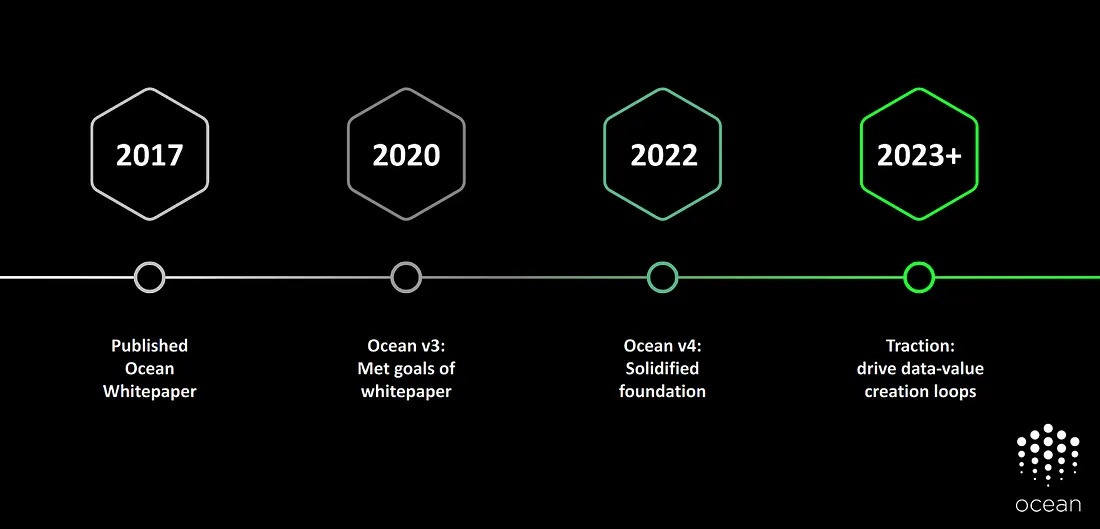 2017
2020
2022
2023+
Published
Ocean
Whitepaper
Ocean v3:
Met goals of
whitepaper
Ocean v4:
Solidified
foundation
Traction:
drive data-value
creation loops
ocean